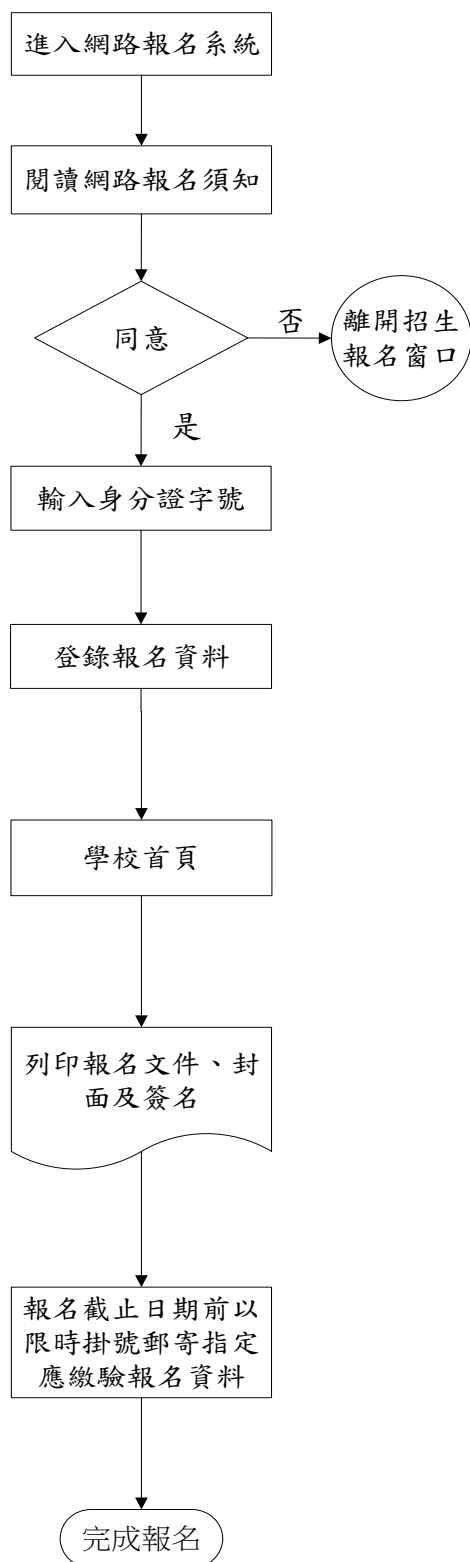 進入網路報名系統
閱讀網路報名須知
同意
否
離開招生
報名窗口
是
輸入身分證字號
登錄報名資料
學校首頁
列印報名文件、封
面及簽名
報名截止日期前以
限時掛號郵寄指定
應繳驗報名資料
完成報名